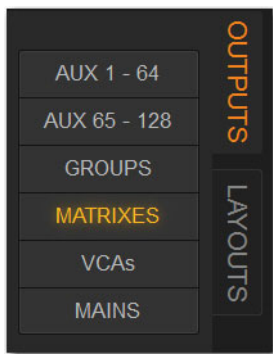 AUX 1 - 64
AUX 65 - 128
GROUPS
MATRIXES
VCAs
MAINS
OUTPUTS
LAYOUTS